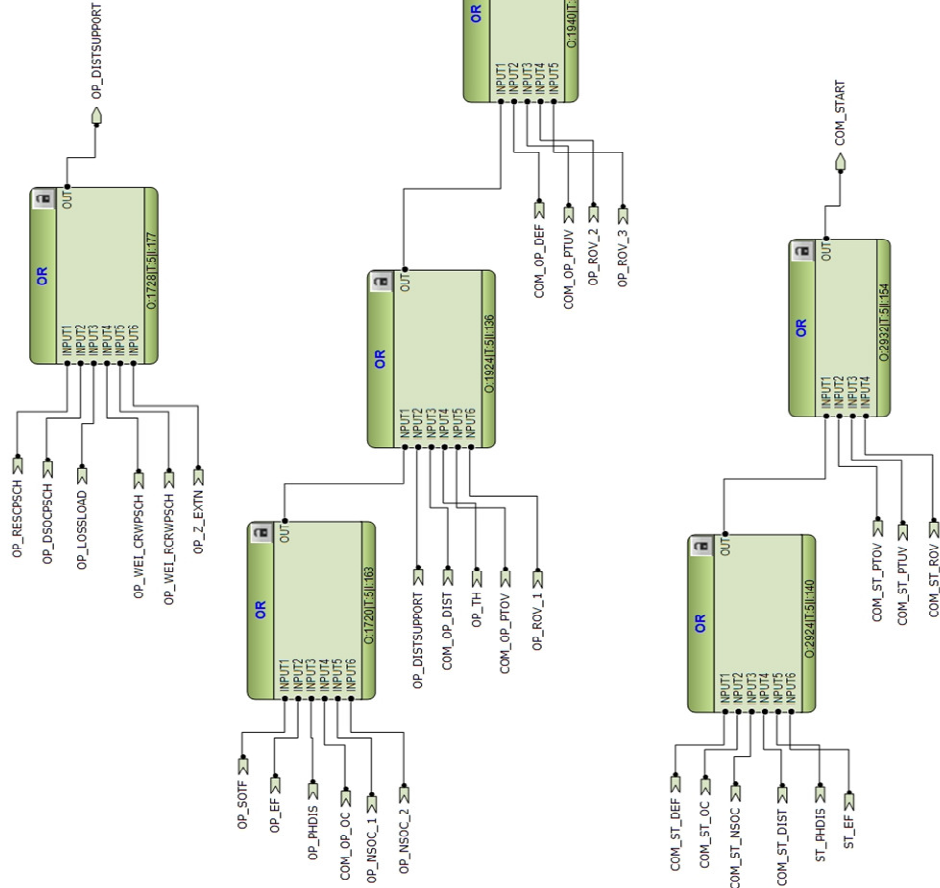 OP_DISTSUPPORT
OUT
OR
O:1728|T:5|I:177
INPUT1
INPUT2
INPUT3
INPUT4
INPUT5
INPUT6
OP_RESCPSCH
OP_DSOCPSCH
OP_LOSSLOAD
OP_WEI_CRWPSCH
OP_WEI_RCRWPSCH
OP_Z_EXTN
OR
INPUT1
INPUT2
INPUT3
INPUT4
INPUT5
COM_OP_DEF
COM_OP_PTUV
OP_ROV_2
OP_ROV_3
OUT
OR
O:1924|T:5|I:136
INPUT1
INPUT2
INPUT3
INPUT4
INPUT5
INPUT6
OP_DISTSUPPORT
COM_OP_DIST
OP_TH
COM_OP_PTOV
OP_ROV_1
OUT
OR
O:1720|T:5|I:163
INPUT1
INPUT2
INPUT3
INPUT4
INPUT5
INPUT6
OP_SOTF
OP_EF
OP_PHDIS
COM_OP_OC
OP_NSOC_1
OP_NSOC_2
COM_START
OUT
OR
O:2932|T:5|I:154
INPUT1
INPUT2
INPUT3
INPUT4
COM_ST_PTOV
COM_ST_PTUV
COM_ST_ROV
OUT
OR
O:2924|T:5|I:140
INPUT1
INPUT2
INPUT3
INPUT4
INPUT5
INPUT6
COM_ST_DEF
COM_ST_OC
COM_ST_NSOC
COM_ST_DIST
ST_PHDIS
ST_EF